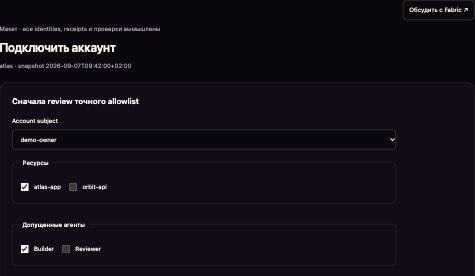 Обсудить с Fabric ↗
Макет · все identities, receipts и проверки вымышлены
Подключить аккаунт
atlas · snapshot 2026-09-07T09:42:00+02:00
Сначала review точного allowlist
Account subject
demo-owner
Ресурсы
atlas-app orbit-api
Допущенные агенты
Builder Reviewer